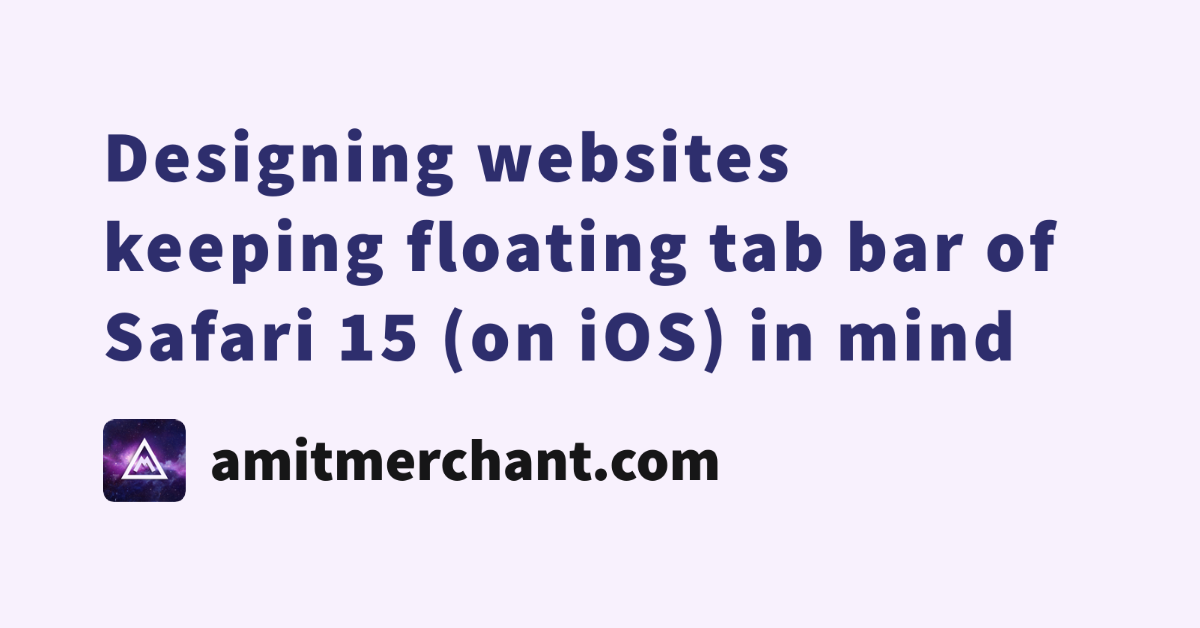 Designing websites
keeping floating tab bar of
Safari 15 (on iOS) in mind
amitmerchant.com